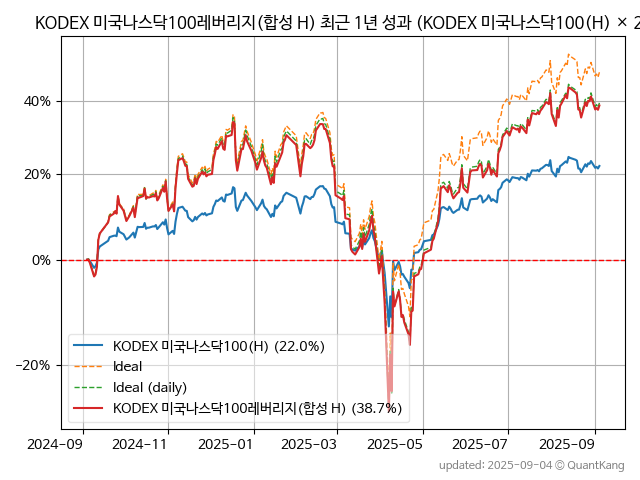 KODEX 미국나스닥100레버리지(합성 H) 최근 1년 성과 (KODEX 미국나스닥100(H) × 2
40%
20%
0%
−20%
KODEX 미국나스닥100(H) (22.0%)
Ideal
Ideal (daily)
KODEX 미국나스닥100레버리지(합성 H) (38.7%)
2024-09 2024-11 2025-01 2025-03 2025-05 2025-07 2025-09
updated: 2025-09-04 © QuantKang